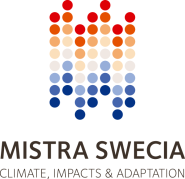 MISTRA SWECIA
CLIMATE, IMPACTS & ADAPTATION